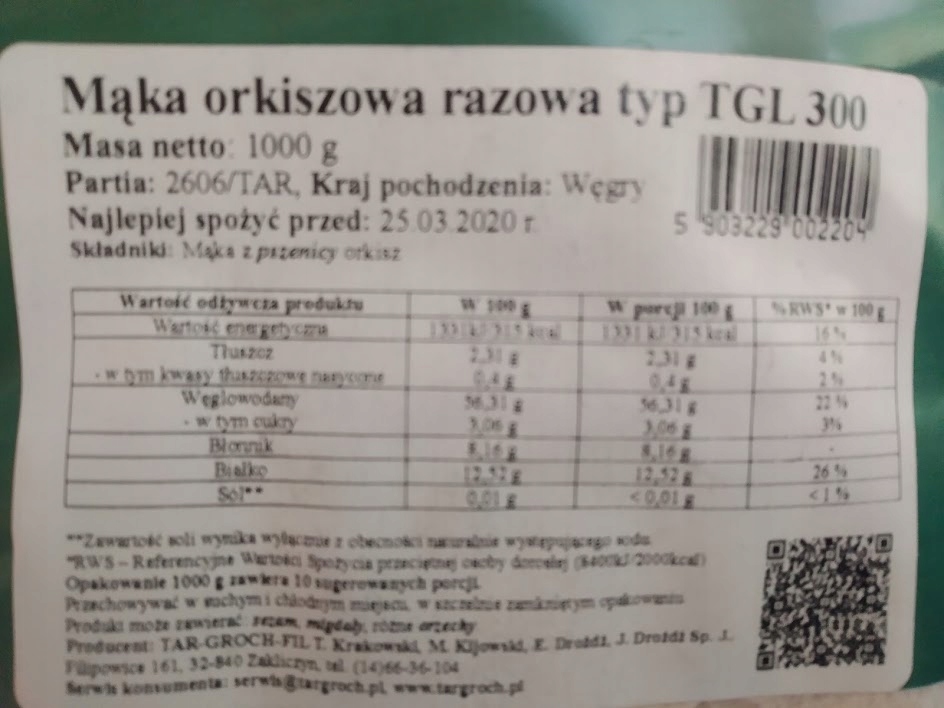 Mąka orkiszowa razowa typ TGL 300
Masa netto: 1000 g
Partia: 2606/TAR, Kraj pochodzenia: Węgry
Najlepiej spożyć przed: 25.03.2020 r.
5 903229 002204
Składniki: Mąka z pszenicy orkisz
Wartość odżywcza produktu W 100 g W porcji 100 g %RWS* w 100 g
Wartość energetyczna 1331 kJ/315 kcal 1331 kJ/315 kcal 16 %
Tłuszcz 2,31 g 2,31 g 4 %
- w tym kwasy tłuszczowe nasycone 0,4 g 0,4 g 2 %
Węglowodany 56,31 g 56,31 g 22 %
- w tym cukry 3,06 g 3,06 g 3%
Błonnik 8,16 g 8,16 g -
Białko 12,52 g 12,52 g 26 %
Sól** 0,01 g <0,01 g <1 %
**Zawartość soli wynika wyłącznie z obecności naturalnie występującego sodu.
*RWS – Referencyjne Wartości Spożycia przeciętnej osoby dorosłej (8400kJ/2000kcal)
Opakowanie 1000 g zawiera 10 sugerowanych porcji.
Przechowywać w suchym i chłodnym miejscu, w szczelnie zamkniętym opakowaniu
Produkt może zawierać: sezam, migdały, różne orzechy
Producent: TAR-GROCH-FIL T. Krakowski, M. Kijowski, E. Drożdż, J. Drożdż Sp. J.
Filipowice 161, 32-840 Zakliczyn, tel. (14)66-36-104
Serwis konsumenta: serwis@targroch.pl, www.targroch.pl